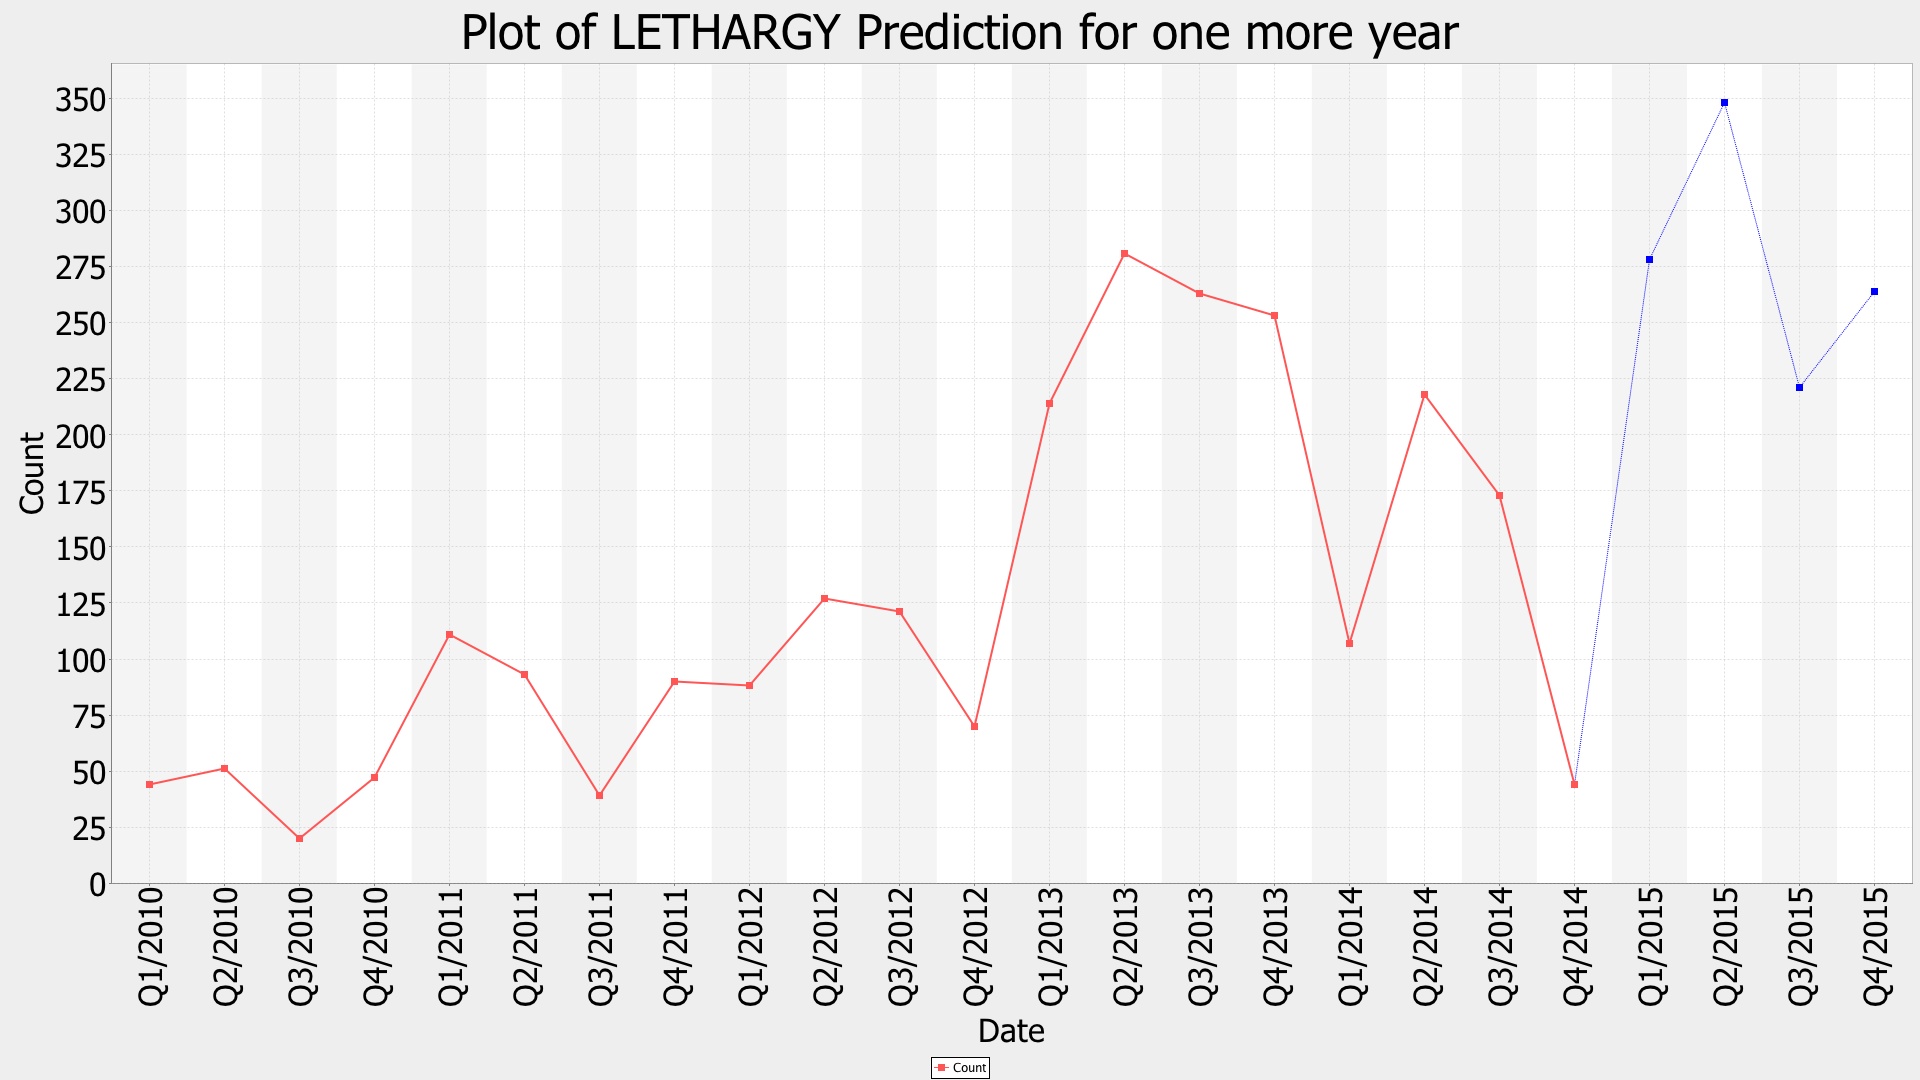 Plot of LETHARGY Prediction for one more year
350
325
300
275
250
225
200
175
150
125
100
75
50
25
0
Count
Q1/2010
Q2/2010
Q3/2010
Q4/2010
Q1/2011
Q2/2011
Q3/2011
Q4/2011
Q1/2012
Q2/2012
Q3/2012
Q4/2012
Q1/2013
Q2/2013
Q3/2013
Q4/2013
Q1/2014
Q2/2014
Q3/2014
Q4/2014
Q1/2015
Q2/2015
Q3/2015
Q4/2015
Date
Count